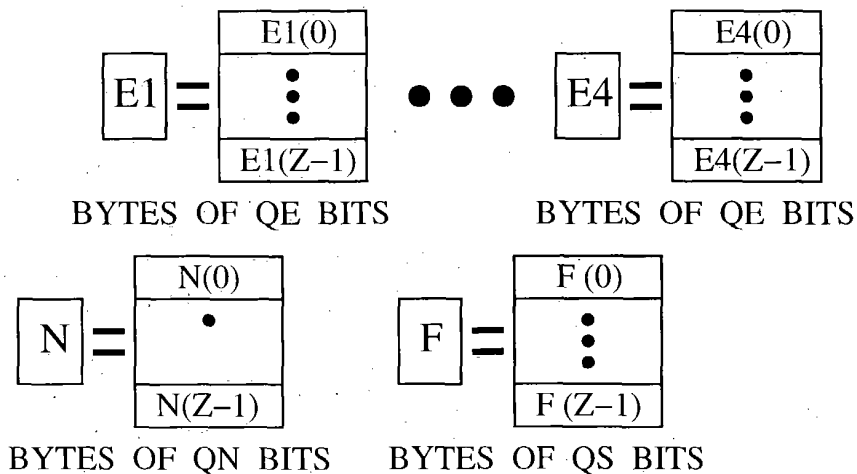 E1(0)
E1 =
E1(Z−1)
BYTES OF QE BITS
E4(0)
E4 =
E4(Z−1)
BYTES OF QE BITS
N(0)
N =
N(Z−1)
BYTES OF QN BITS
F (0)
F =
F (Z−1)
BYTES OF QS BITS